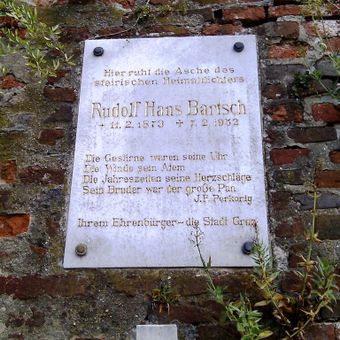 Hier ruht die Asche des
steirischen Heimatdichters
Rudolf Hans Bartsch
* 11. 2. 1873 + 7. 2. 1952
Die Gestirne waren seine Uhr
Die Winde sein Atem
Die Jahreszeiten seine Herzschläge
Sein Bruder war der große Pan
J.F. Perkonig
Ihrem Ehrenbürger - die Stadt Graz